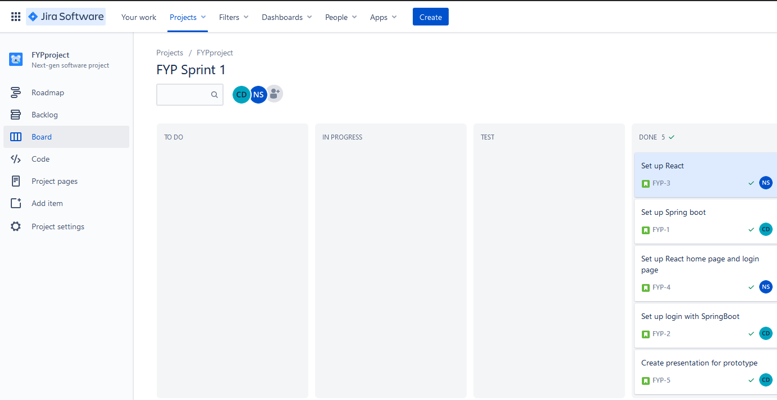 Jira Software Your work Projects Filters Dashboards People Apps Create
FYPproject
Next-gen software project
Roadmap
Backlog
Board
Code
Project pages
Add item
Project settings
Projects / FYPproject
FYP Sprint 1
CD NS
TO DO
IN PROGRESS
TEST
DONE 5
Set up React
FYP-3 NS
Set up Spring boot
FYP-1 CD
Set up React home page and login
page
FYP-4 NS
Set up login with SpringBoot
FYP-2 CD
Create presentation for prototype
FYP-5 CD